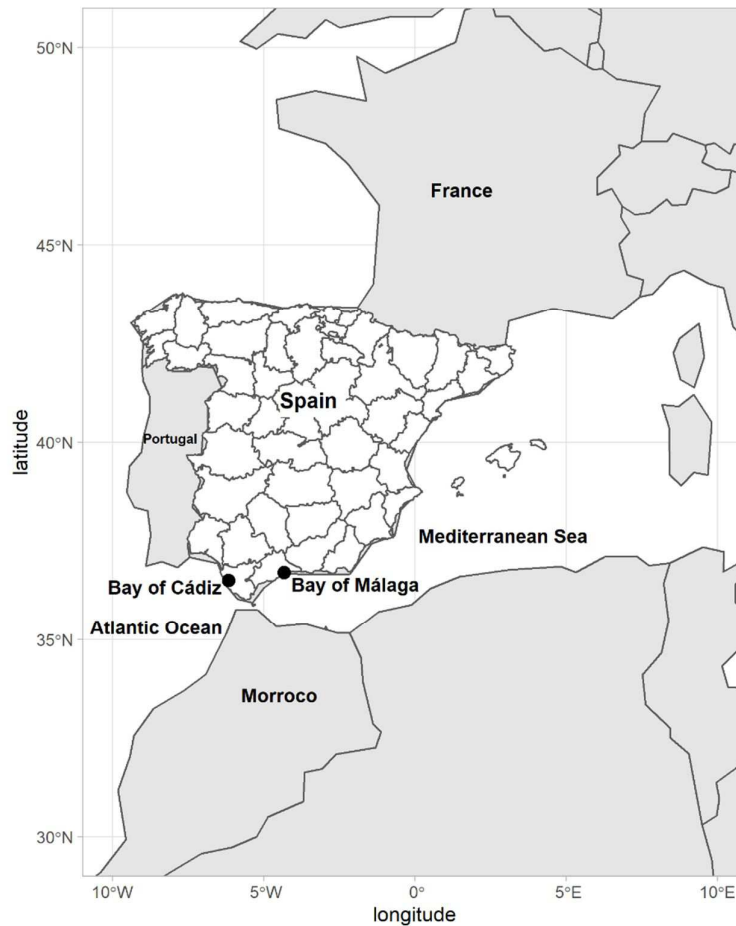 50°N
France
45°N
Spain
Portugal
40°N
latitude
Mediterranean Sea
Bay of Cádiz
Bay of Málaga
Atlantic Ocean
35°N
Morroco
30°N
10°W
5°W
0°
5°E
10°E
longitude